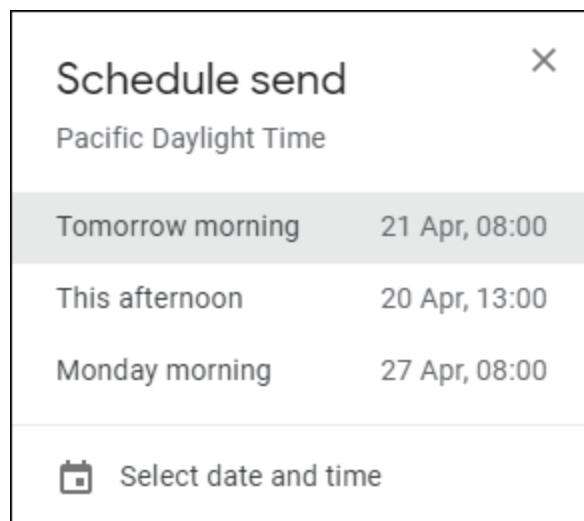 Schedule send
Pacific Daylight Time
Tomorrow morning 21 Apr, 08:00
This afternoon 20 Apr, 13:00
Monday morning 27 Apr, 08:00
Select date and time